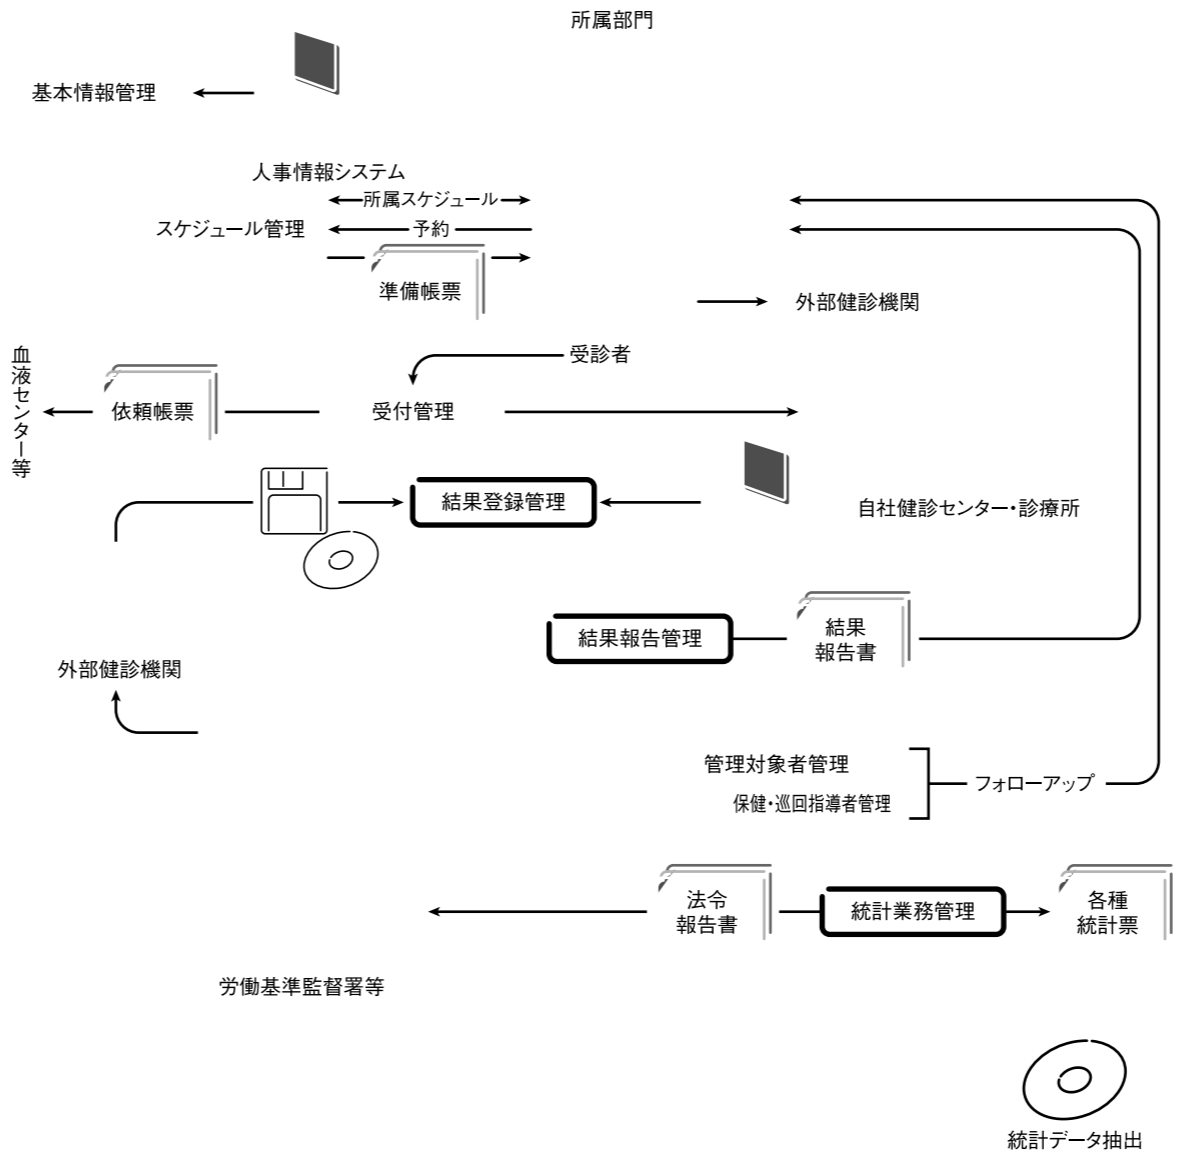 所属部門
基本情報管理
人事情報システム
所属スケジュール
スケジュール管理
予約
準備帳票
外部健診機関
受診者
血液センター等
依頼帳票
受付管理
結果登録管理
自社健診センター・診療所
結果報告管理
結果
報告書
外部健診機関
管理対象者管理
保健・巡回指導者管理
フォローアップ
法令
報告書
統計業務管理
各種
統計票
労働基準監督署等
統計データ抽出